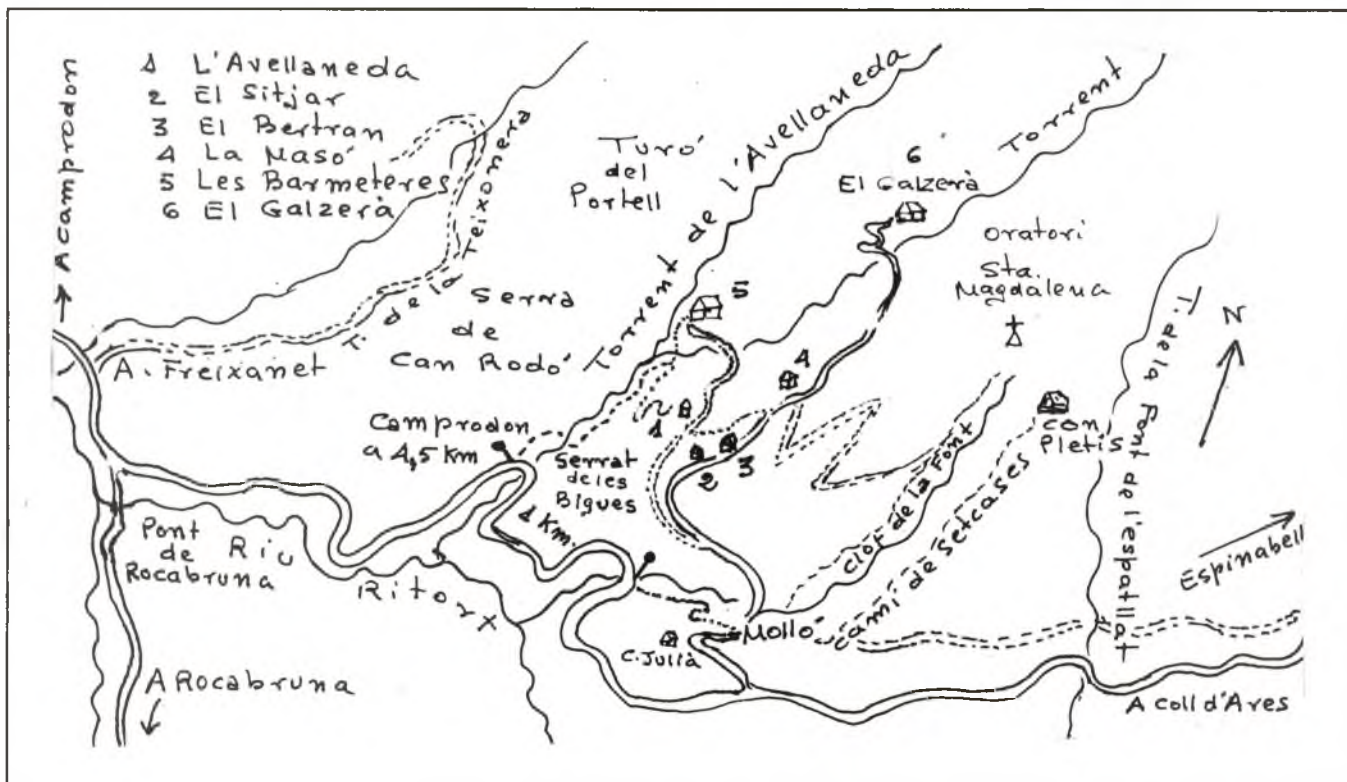 1 L'Avellaneda
2 El Sitjar
3 El Bertran
4 La Masó
5 Les Barmeteres
6 El Galzerà
A Camprodon
T. de la Teixonera
Turó
del
Portell
Torrent de l'Avellaneda
Torrent
6
El Galzerà
Oratori
Sta.
Magdalena
N
Serra
de
Can Rodó
A. Freixanet
5
4
1
2
3
Camprodon
a 4,5 Km
Serrat
de les
Bigues
1 Km.
Clot de la Font
Camí de Setcases
Con
Pletis
T. de la Font de l'espatllat
Espinabell
Pont
de
Rocabruna
Riu
Ritort
C. Julià
Molló
A Rocabruna
A Coll d'Ares